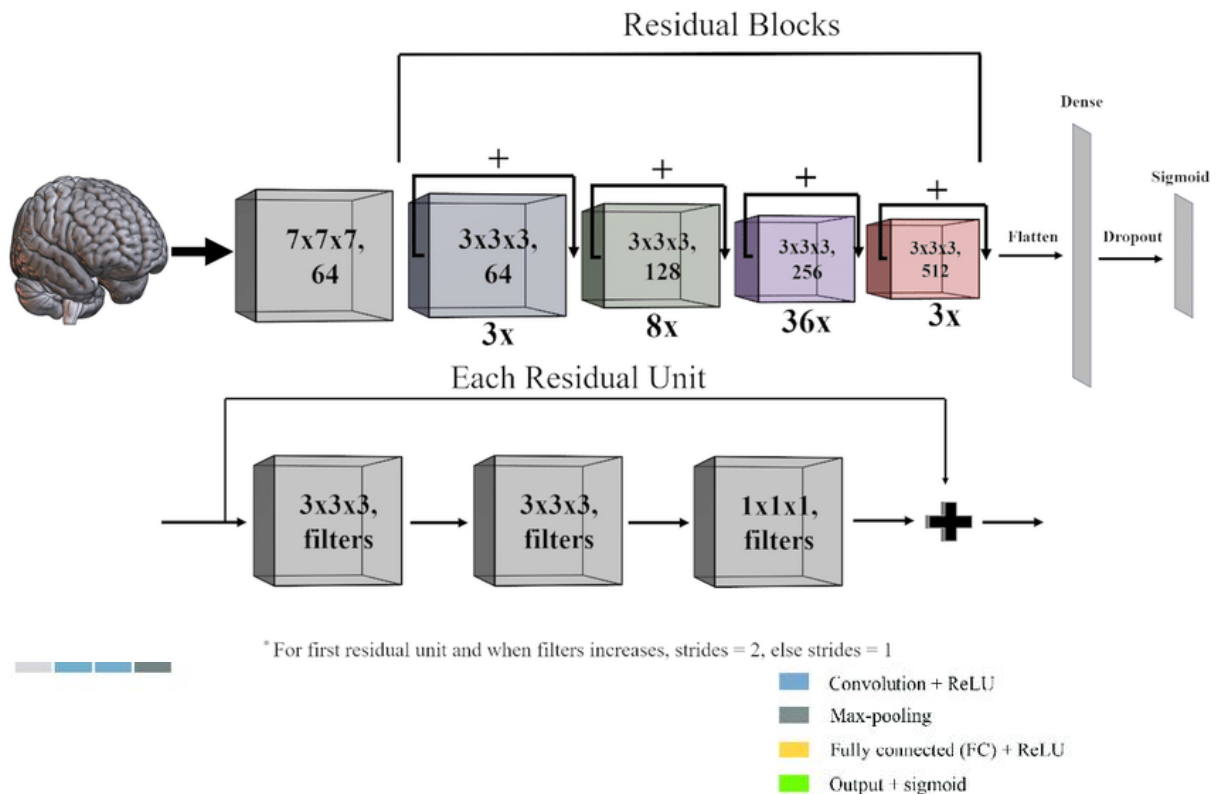 Residual Blocks
Dense
+
+
+
+
Sigmoid
7x7x7,
64
3x3x3,
64
3x3x3,
128
3x3x3,
256
3x3x3,
512
Flatten
Dropout
3x
8x
36x
3x
Each Residual Unit
3x3x3,
filters
3x3x3,
filters
1x1x1,
filters
* For first residual unit and when filters increases, strides = 2, else strides = 1
Convolution + ReLU
Max-pooling
Fully connected (FC) + ReLU
Output + sigmoid